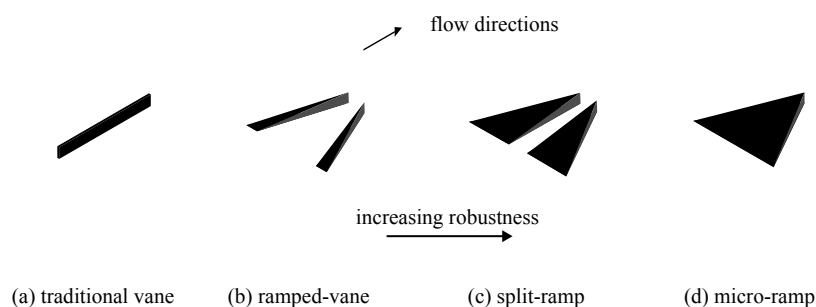 flow directions
increasing robustness
(a) traditional vane
(b) ramped-vane
(c) split-ramp
(d) micro-ramp